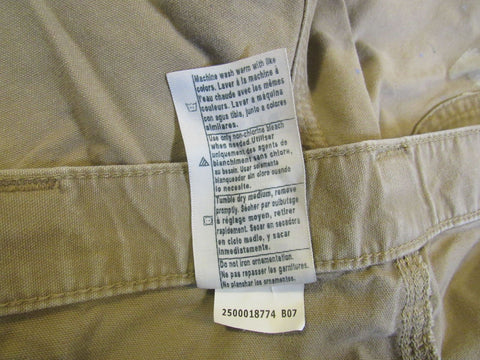 Machine wash warm with like
colors. Laver à la machine à
l'eau chaude avec les mêmes
couleurs. Lavar a máquina
con agua tibia, junto a colores
similares.
Use only non-chlorine bleach
when needed. Utiliser
uniquement des agents de
blanchiment sans chlore,
au besoin. Usar solamente
blanqueador sin cloro cuando
lo necesite.
Tumble dry medium, remove
promptly. Sécher par culbutage
à réglage moyen, retirer
rapidement. Secar en secadora
en ciclo medio, y sacar
inmediatamente.
Do not iron ornamentation.
Ne pas repasser les garnitures.
No planchar los ornamentos.
2500018774 B07